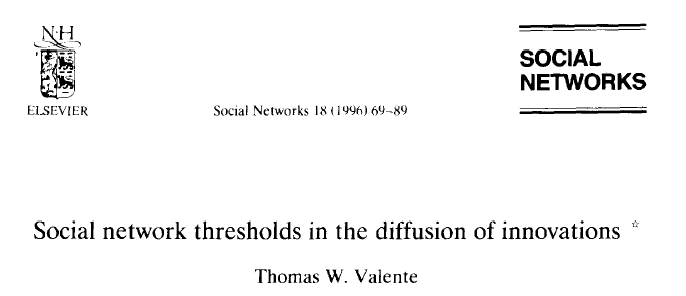 N·H
ELSEVIER
Social Networks 18 (1996) 69–89
SOCIAL
NETWORKS
Social network thresholds in the diffusion of innovations ☆
Thomas W. Valente